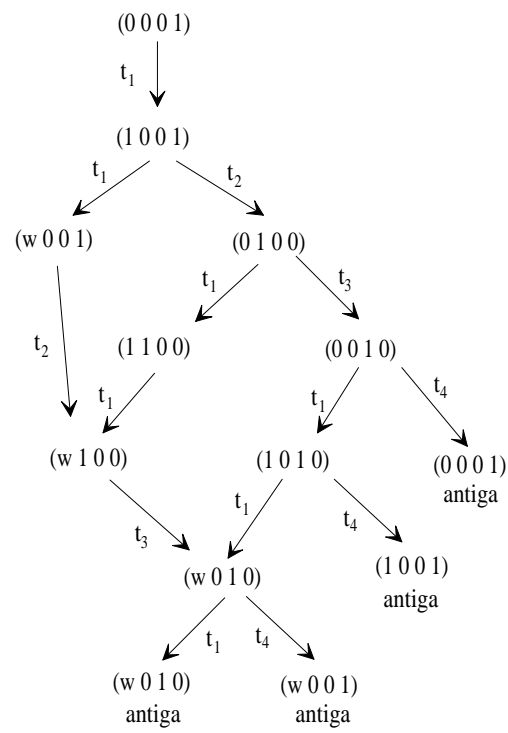 (0 0 0 1)
t1
(1 0 0 1)
t1 t2
(w 0 0 1) (0 1 0 0)
t1 t3
t2 (1 1 0 0) (0 0 1 0)
t1 t1 t4
(w 1 0 0) (1 0 1 0) (0 0 0 1)
antiga
t3 t1 t4
(w 0 1 0) (1 0 0 1)
antiga
t1 t4
(w 0 1 0) (w 0 0 1)
antiga antiga